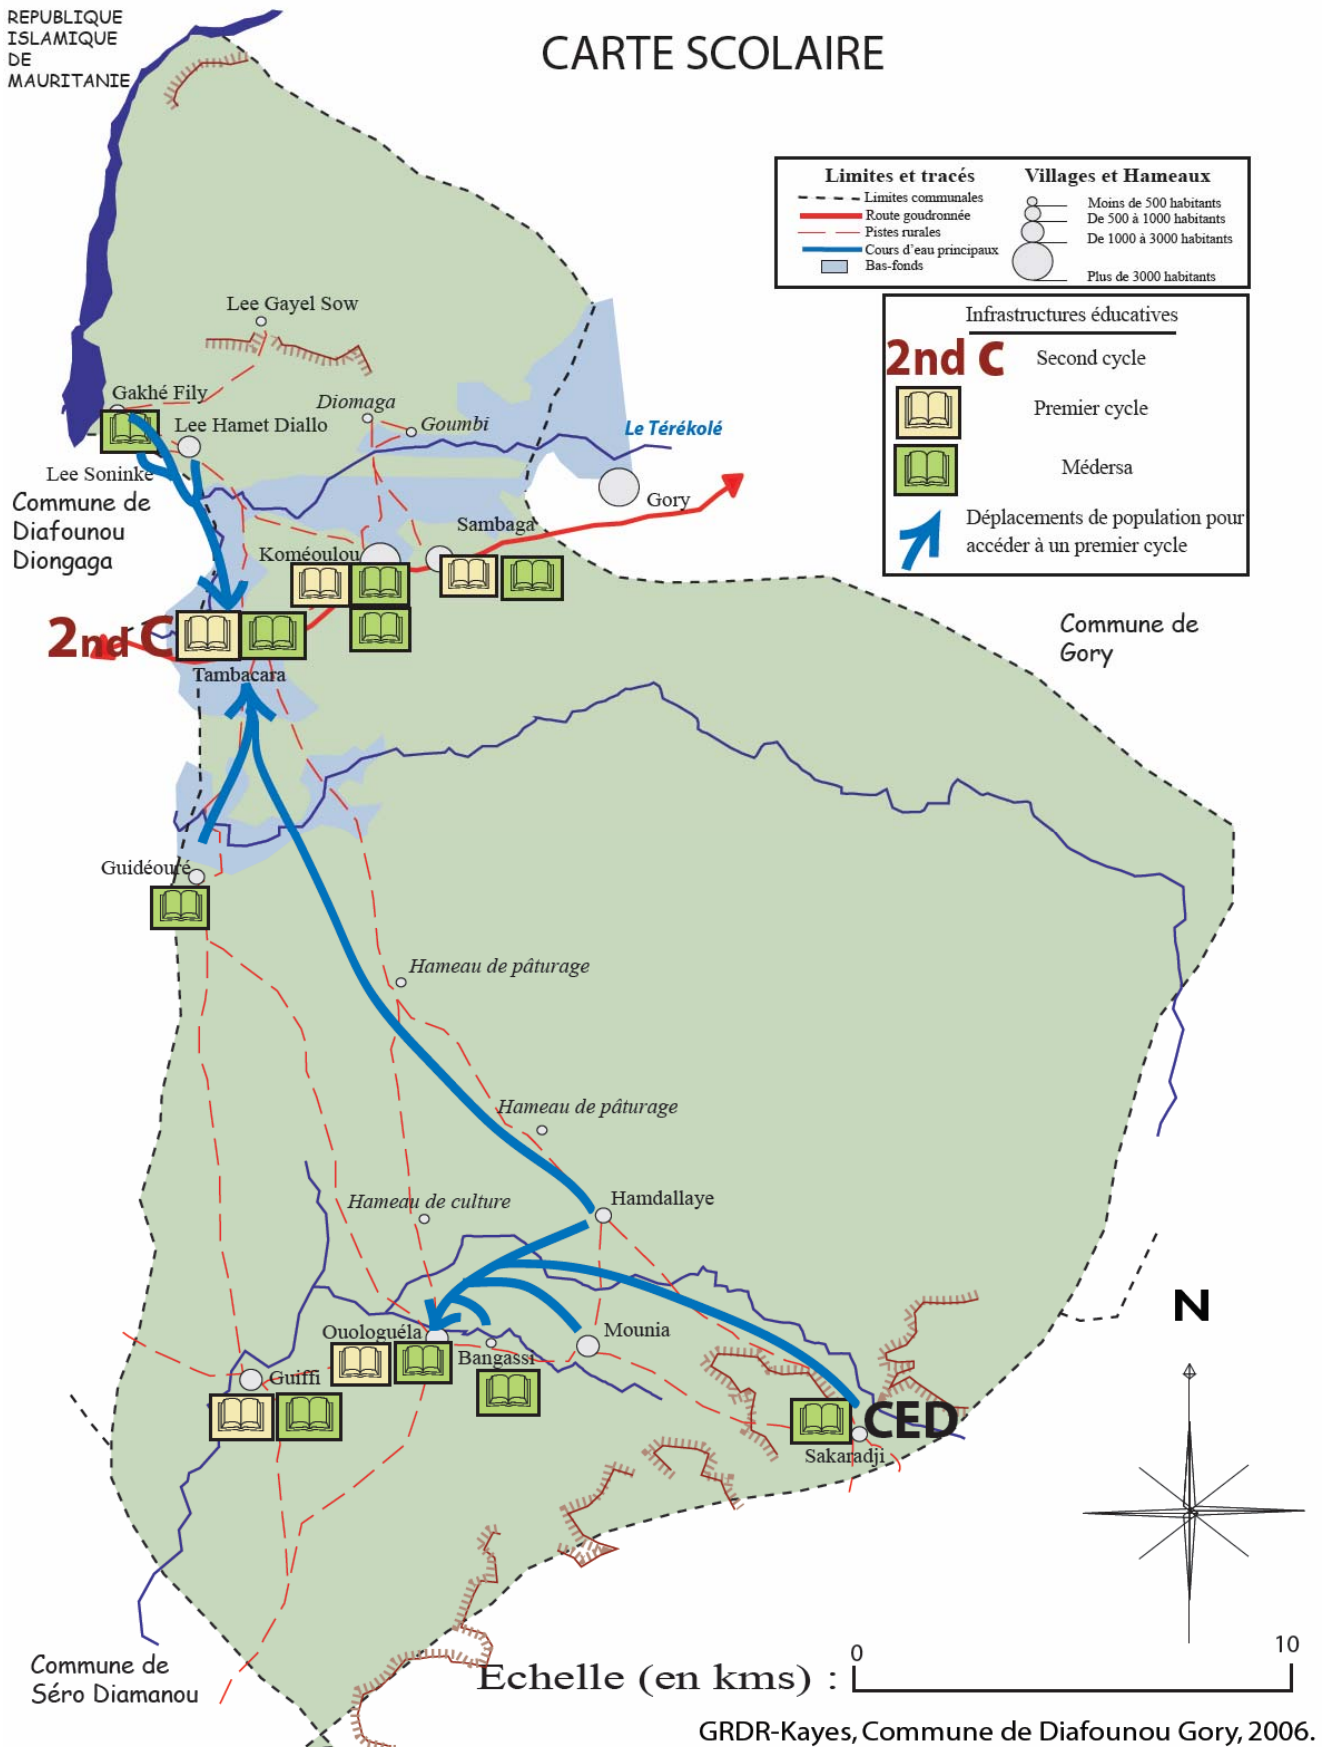 REPUBLIQUE
ISLAMIQUE
DE
MAURITANIE
CARTE SCOLAIRE
Limites et tracés
Limites communales
Route goudronnée
Pistes rurales
Cours d'eau principaux
Bas-fonds
Villages et Hameaux
Moins de 500 habitants
De 500 à 1000 habitants
De 1000 à 3000 habitants
Plus de 3000 habitants
Infrastructures éducatives
2nd C Second cycle
Premier cycle
Médersa
Déplacements de population pour
accéder à un premier cycle
Lee Gayel Sow
Gakhé Fily
Diomaga
Lee Hamet Diallo
Goumbi
Le Térékolé
Lee Soninké
Commune de
Diafounou
Diongaga
Gory
Sambaga
Koméoulou
2nd C
Tambacara
Commune de
Gory
Guidéouré
Hameau de pâturage
Hameau de pâturage
Hameau de culture
Hamdallaye
Ouologuéla
Mounia
Bangassi
Guiffi
CED
Sakaradji
N
Commune de
Séro Diamanou
Echelle (en kms) :
0
10
GRDR-Kayes, Commune de Diafounou Gory, 2006.